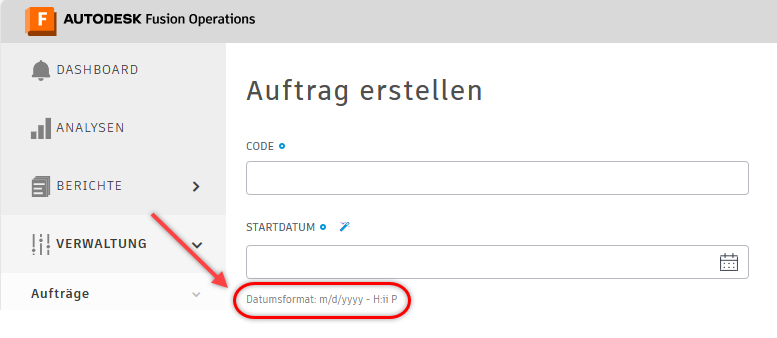 F AUTODESK Fusion Operations
DASHBOARD
ANALYSEN
BERICHTE
VERWALTUNG
Aufträge
Auftrag erstellen
CODE
STARTDATUM
Datumsformat: m/d/yyyy - H:ii P